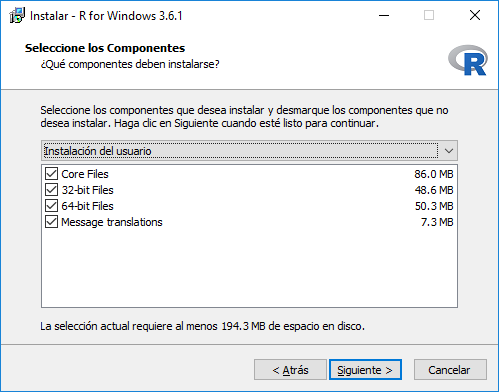 Instalar - R for Windows 3.6.1
Seleccione los Componentes
¿Qué componentes deben instalarse?
R
Seleccione los componentes que desea instalar y desmarque los componentes que no
desea instalar. Haga clic en Siguiente cuando esté listo para continuar.
Instalación del usuario
Core Files 86.0 MB
32-bit Files 48.6 MB
64-bit Files 50.3 MB
Message translations 7.3 MB
La selección actual requiere al menos 194.3 MB de espacio en disco.
< Atrás Siguiente > Cancelar